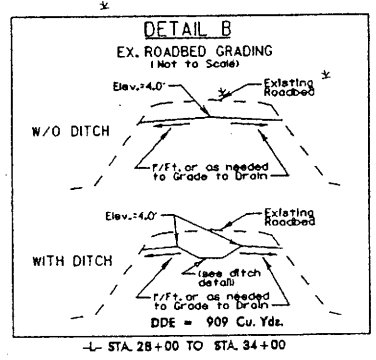 DETAIL B
EX. ROADBED GRADING
(Not to Scale)
Elev.=4.0'
Existing
Roadbed
W/O DITCH
1"/Ft. or as needed
to Grade to Drain
Elev.=4.0'
Existing
Roadbed
WITH DITCH
(see ditch
detail)
1"/Ft. or as needed
to Grade to Drain
DDE = 909 Cu. Yds.
-L- STA. 28+00 TO STA. 34+00